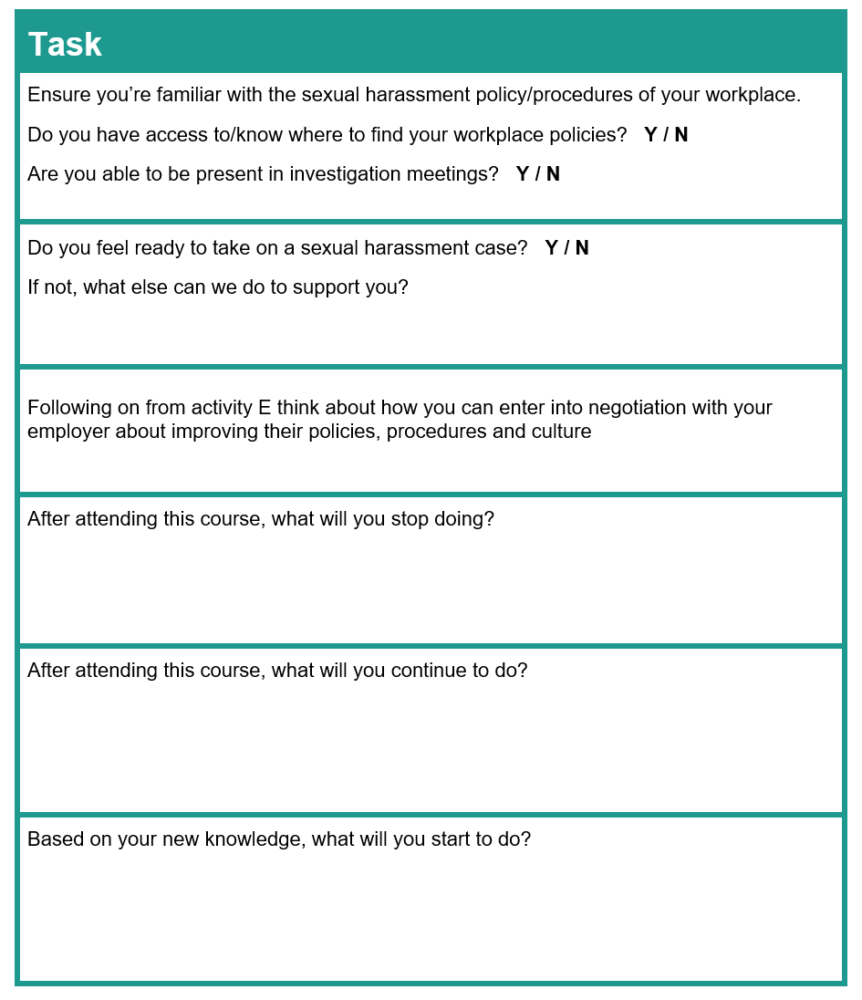 Task
Ensure you’re familiar with the sexual harassment policy/procedures of your workplace.
Do you have access to/know where to find your workplace policies?   Y / N
Are you able to be present in investigation meetings?   Y / N
Do you feel ready to take on a sexual harassment case?   Y / N
If not, what else can we do to support you?
Following on from activity E think about how you can enter into negotiation with your
employer about improving their policies, procedures and culture
After attending this course, what will you stop doing?
After attending this course, what will you continue to do?
Based on your new knowledge, what will you start to do?